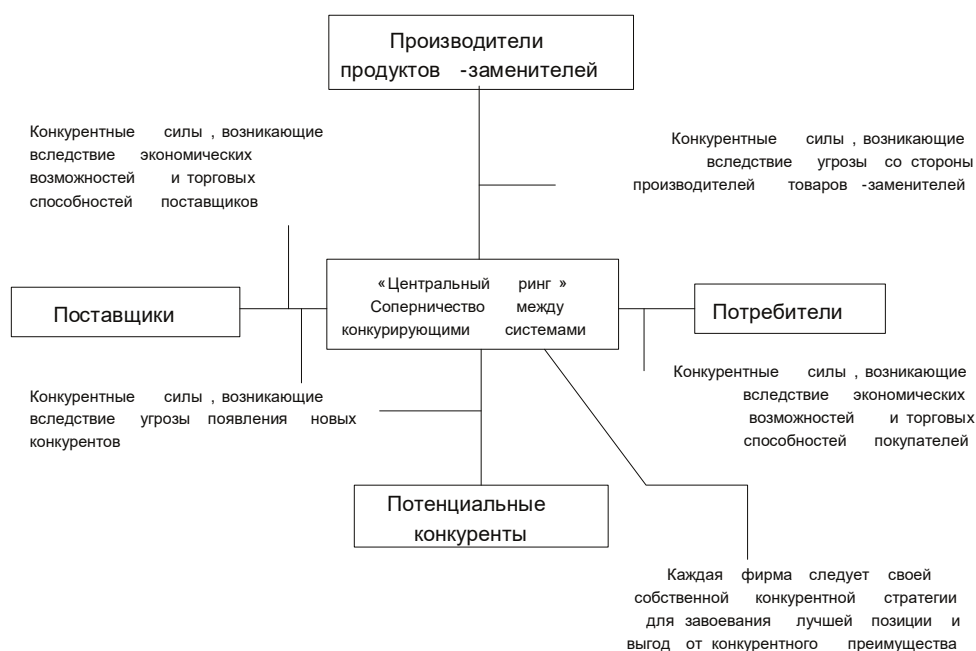 Производители
продуктов -заменителей
Конкурентные силы , возникающие
вследствие экономических
возможностей и торговых
способностей поставщиков
Конкурентные силы , возникающие
вследствие угрозы со стороны
производителей товаров -заменителей
«Центральный ринг »
Соперничество между
конкурирующими системами
Поставщики
Потребители
Конкурентные силы , возникающие
вследствие угрозы появления новых
конкурентов
Конкурентные силы , возникающие
вследствие экономических
возможностей и торговых
способностей покупателей
Потенциальные
конкуренты
Каждая фирма следует своей
собственной конкурентной стратегии
для завоевания лучшей позиции и
выгод от конкурентного преимущества